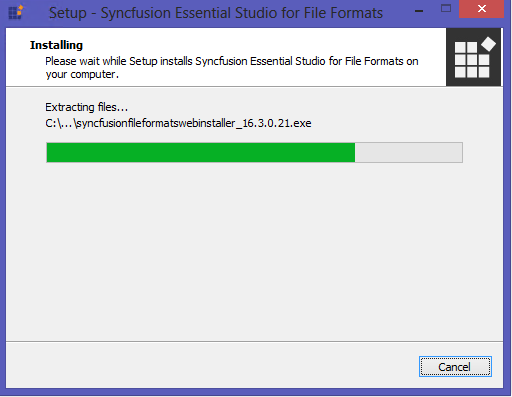 Setup - Syncfusion Essential Studio for File Formats
Installing
Please wait while Setup installs Syncfusion Essential Studio for File Formats on
your computer.
Extracting files...
C:\...\syncfusionfileformatswebinstaller_16.3.0.21.exe
Cancel